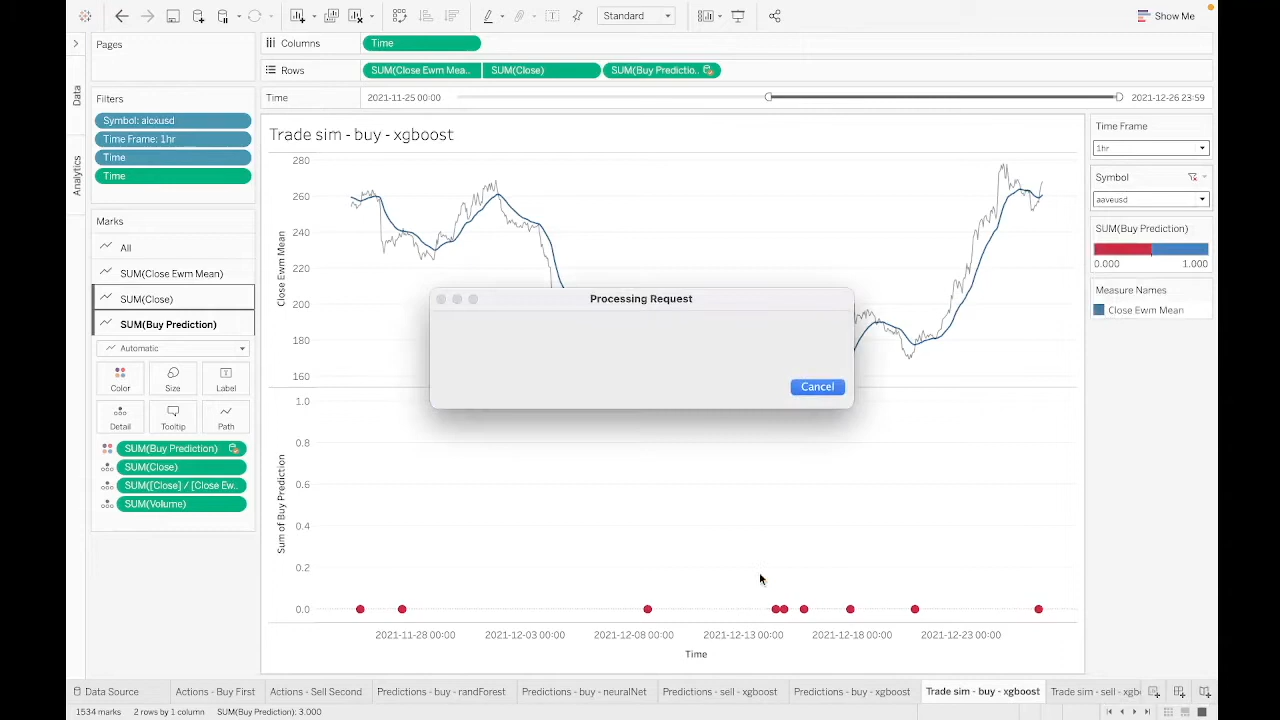 Standard
Show Me
Pages
Columns
Time
Rows
SUM(Close Ewm Mea..
SUM(Close)
SUM(Buy Predictio..
Time
2021-11-25 00:00
2021-12-26 23:59
Data
Analytics
Filters
Symbol: alcxusd
Time Frame: 1hr
Time
Time
Marks
All
SUM(Close Ewm Mean)
SUM(Close)
SUM(Buy Prediction)
Automatic
Color
Size
Label
Detail
Tooltip
Path
SUM(Buy Prediction)
SUM(Close)
SUM([Close] / [Close Ew..
SUM(Volume)
Trade sim - buy - xgboost
Close Ewm Mean
280
260
240
220
200
180
160
Sum of Buy Prediction
1.0
0.8
0.6
0.4
0.2
0.0
2021-11-28 00:00
2021-12-03 00:00
2021-12-08 00:00
2021-12-13 00:00
2021-12-18 00:00
2021-12-23 00:00
Time
Processing Request
Cancel
Time Frame
1hr
Symbol
aaveusd
SUM(Buy Prediction)
0.000
1.000
Measure Names
Close Ewm Mean
Data Source
Actions - Buy First
Actions - Sell Second
Predictions - buy - randForest
Predictions - buy - neuralNet
Predictions - sell - xgboost
Predictions - buy - xgboost
Trade sim - buy - xgboost
Trade sim - sell - xgb
1534 marks
2 rows by 1 column
SUM(Buy Prediction): 3.000